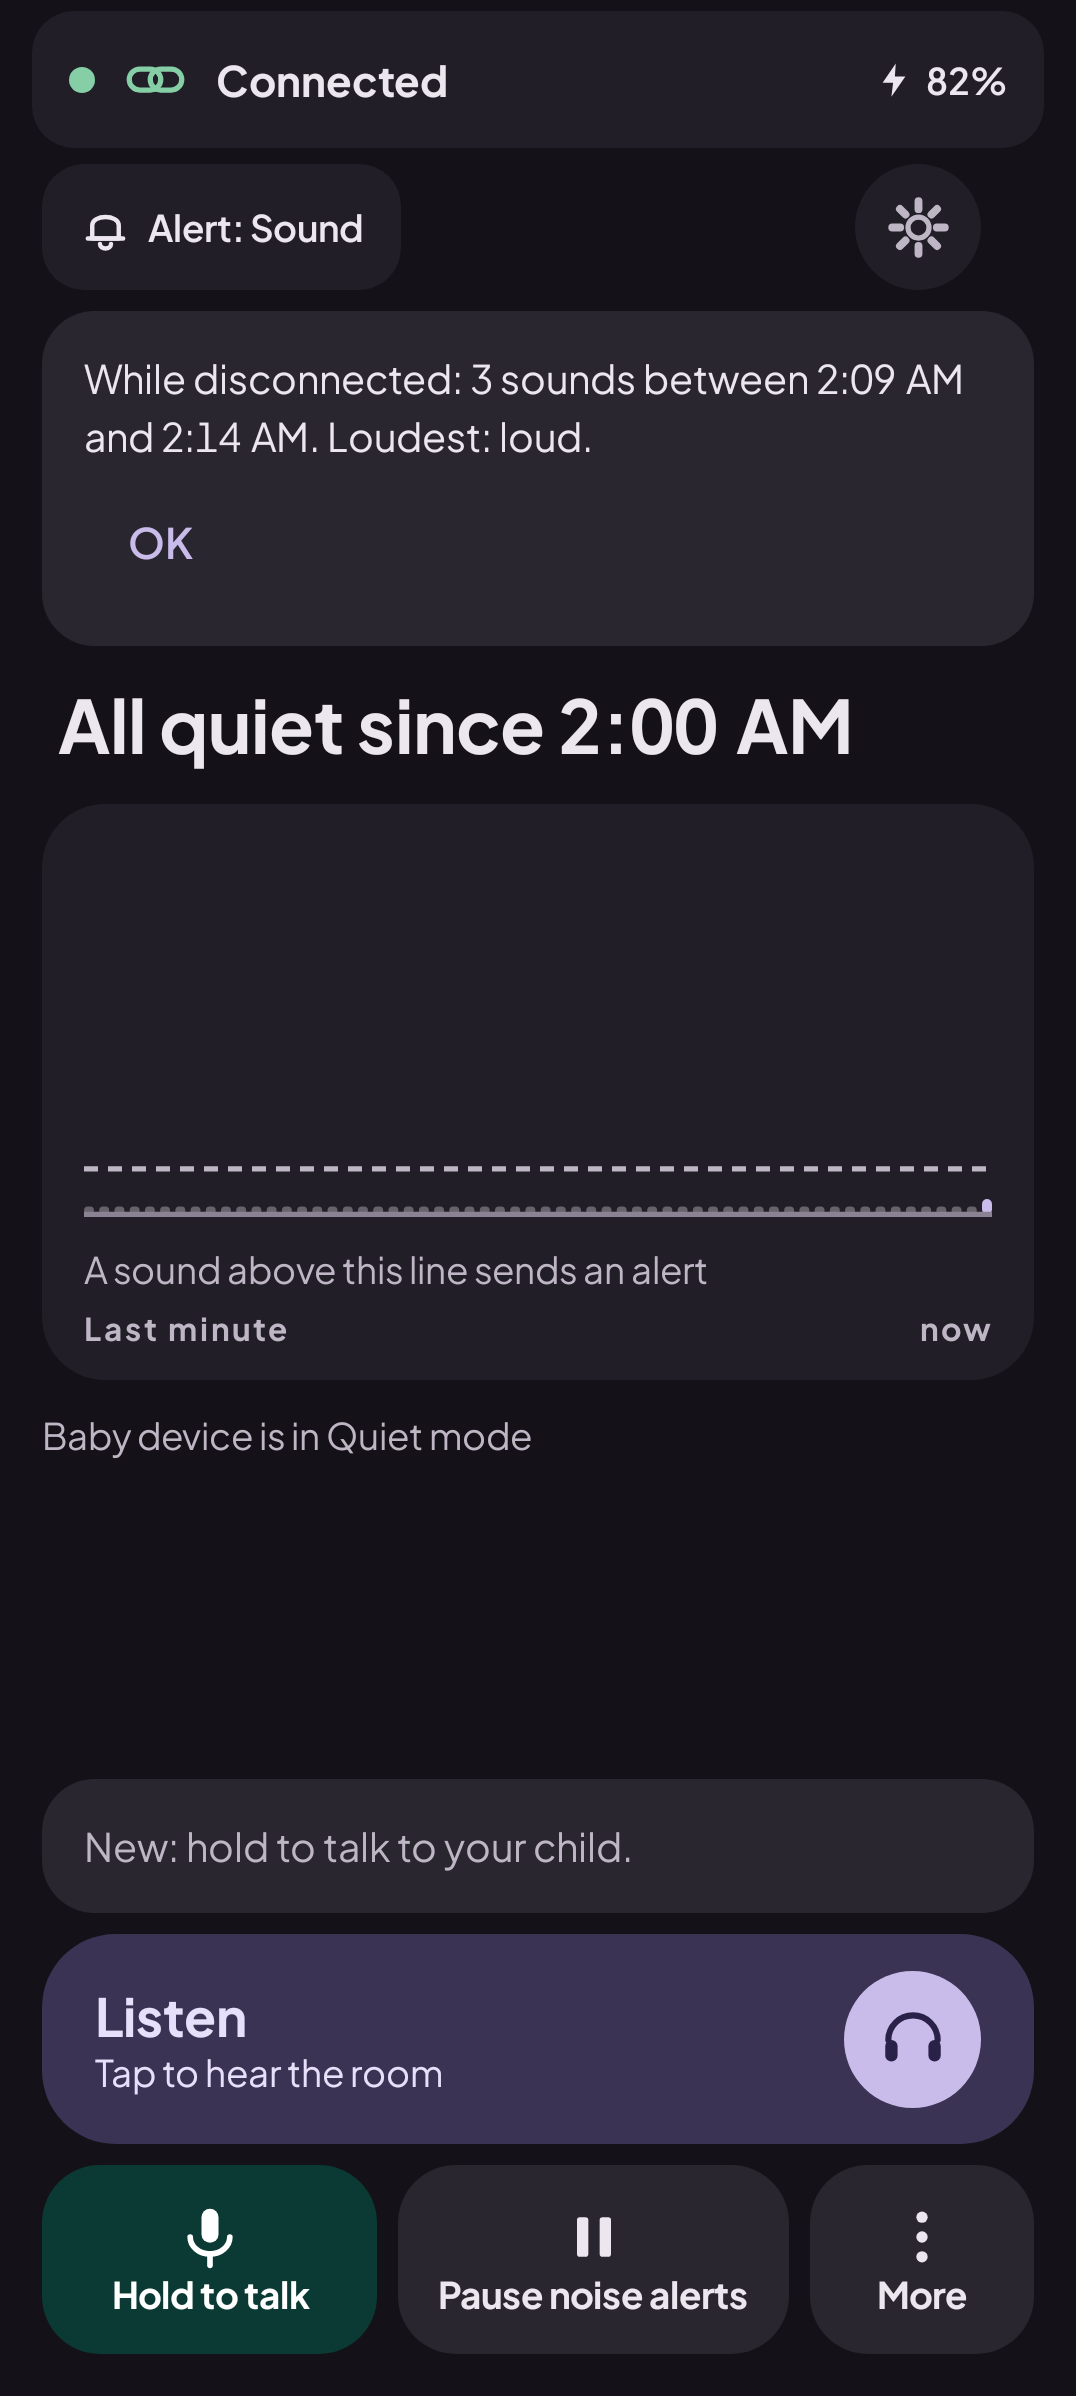 Connected
82%
Alert: Sound
While disconnected: 3 sounds between 2:09 AM
and 2:14 AM. Loudest: loud.
OK
All quiet since 2:00 AM
A sound above this line sends an alert
Last minute
now
Baby device is in Quiet mode
New: hold to talk to your child.
Listen
Tap to hear the room
Hold to talk
Pause noise alerts
More